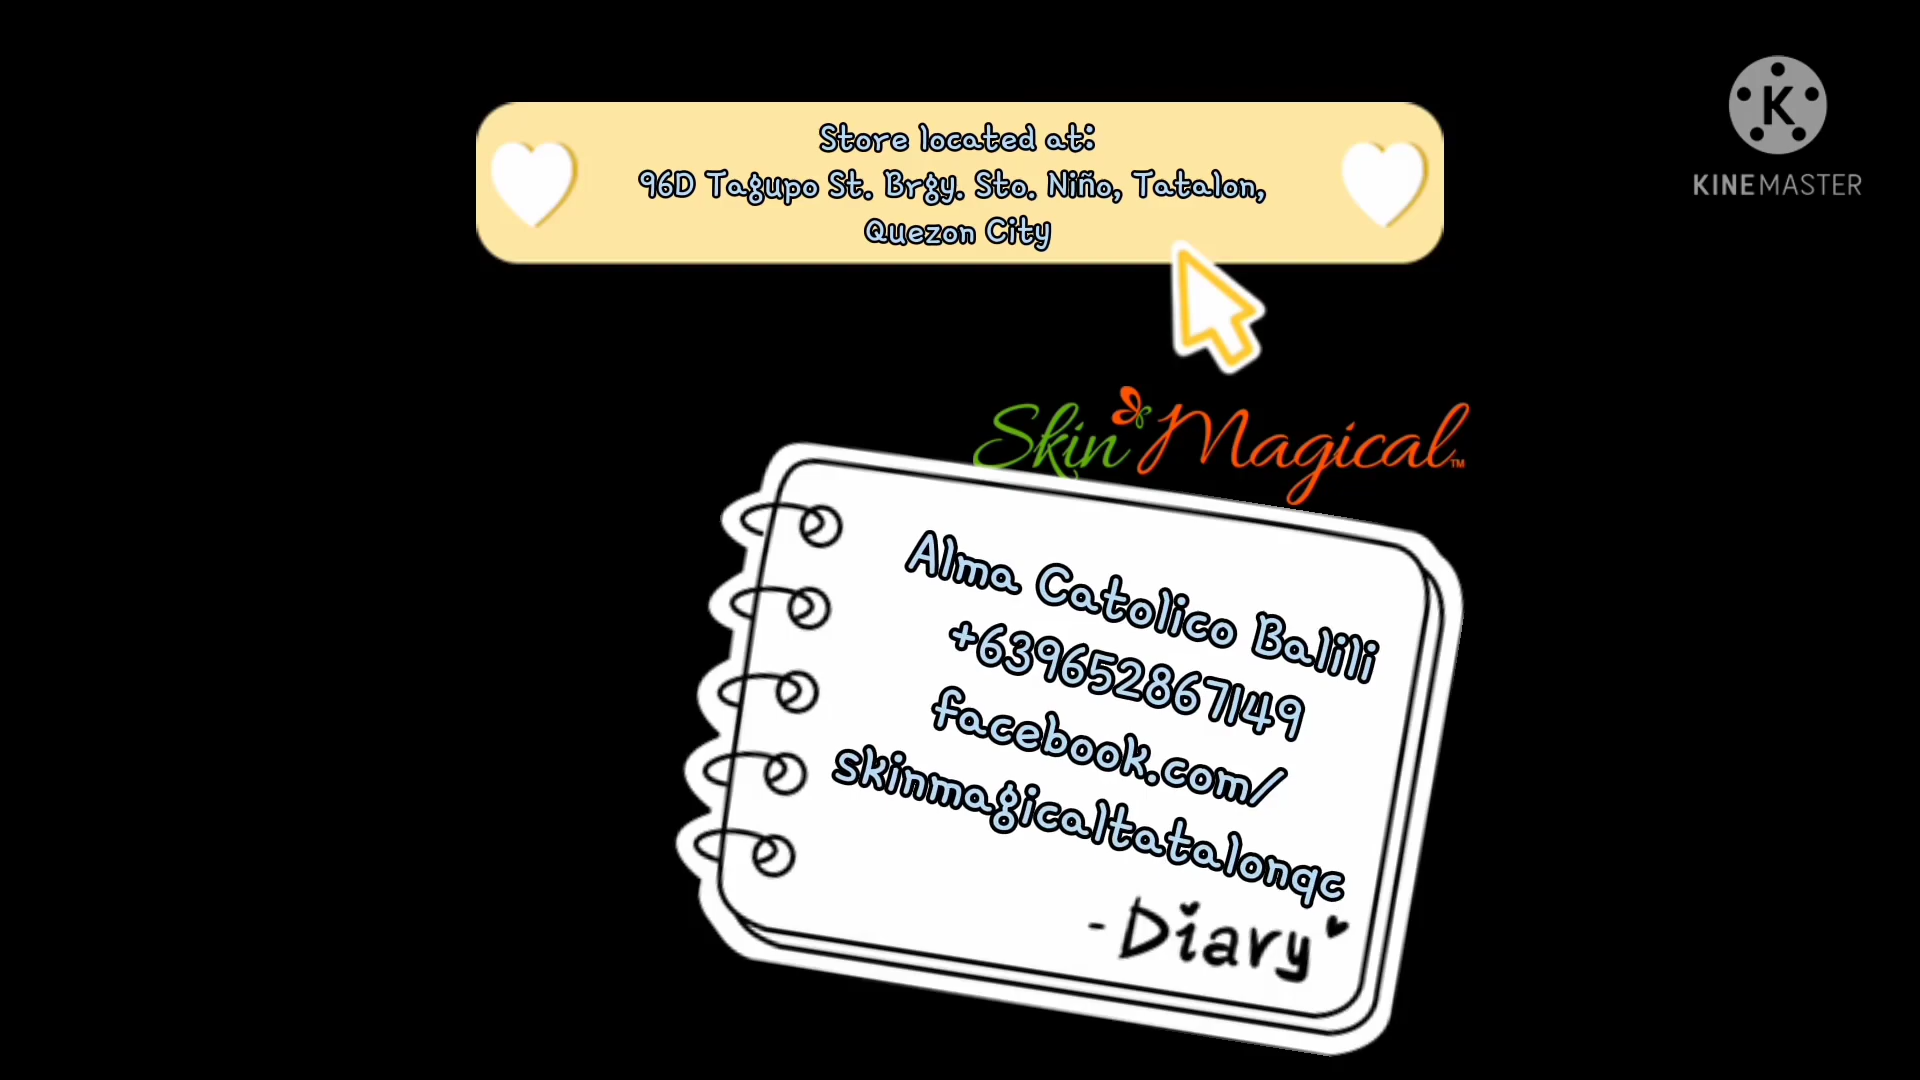 Store located at:
96D Tagupo St. Brgy. Sto. Niño, Tatalon,
Quezon City
K
KINEMASTER
Skin Magical™
Alma Catolico Balili
+639652867149
facebook.com/
skinmagicaltatalonqc
-Diary